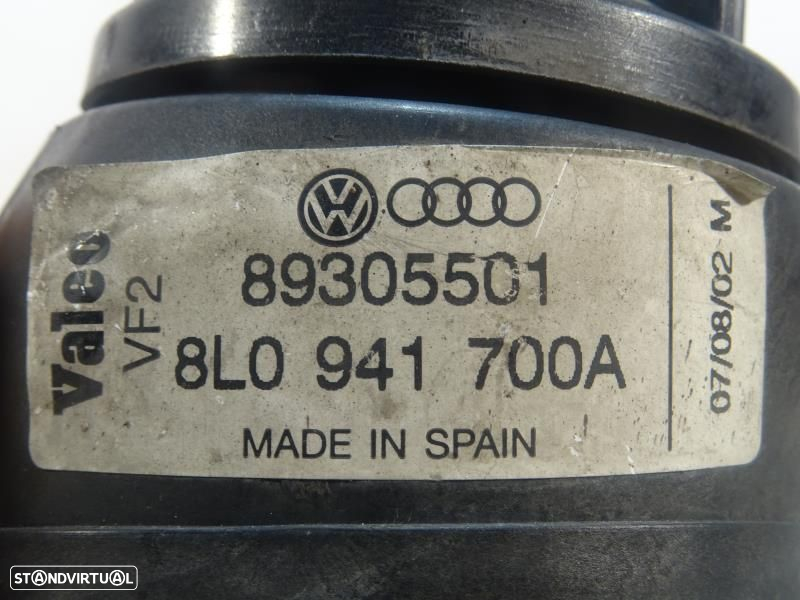 Valeo
VF2
89305501
8L0 941 700A
MADE IN SPAIN
07/08/02 M
STANDVIRTUAL